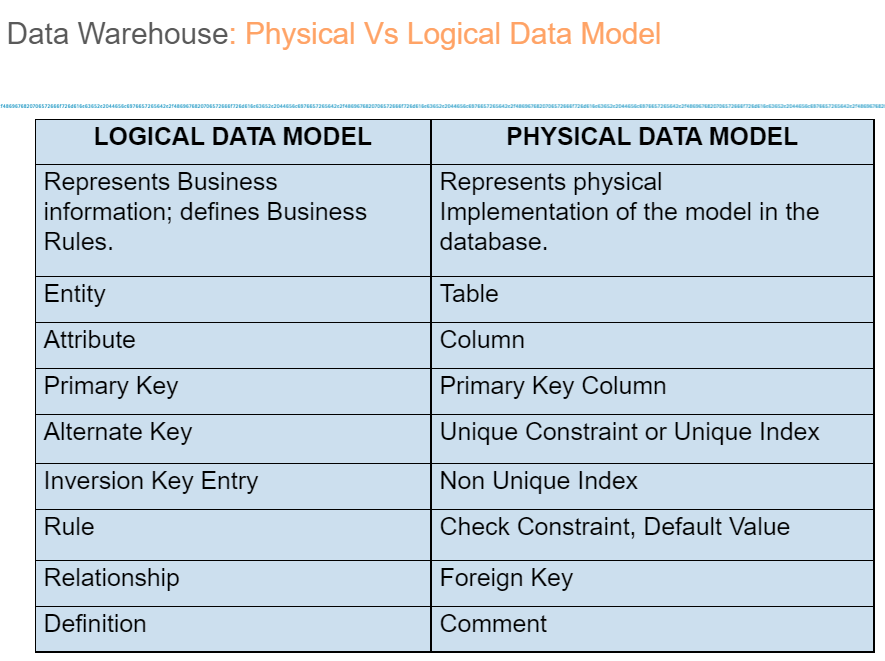 Data Warehouse: Physical Vs Logical Data Model
LOGICAL DATA MODEL
PHYSICAL DATA MODEL
Represents Business
information; defines Business
Rules.
Represents physical
Implementation of the model in the
database.
Entity
Table
Attribute
Column
Primary Key
Primary Key Column
Alternate Key
Unique Constraint or Unique Index
Inversion Key Entry
Non Unique Index
Rule
Check Constraint, Default Value
Relationship
Foreign Key
Definition
Comment